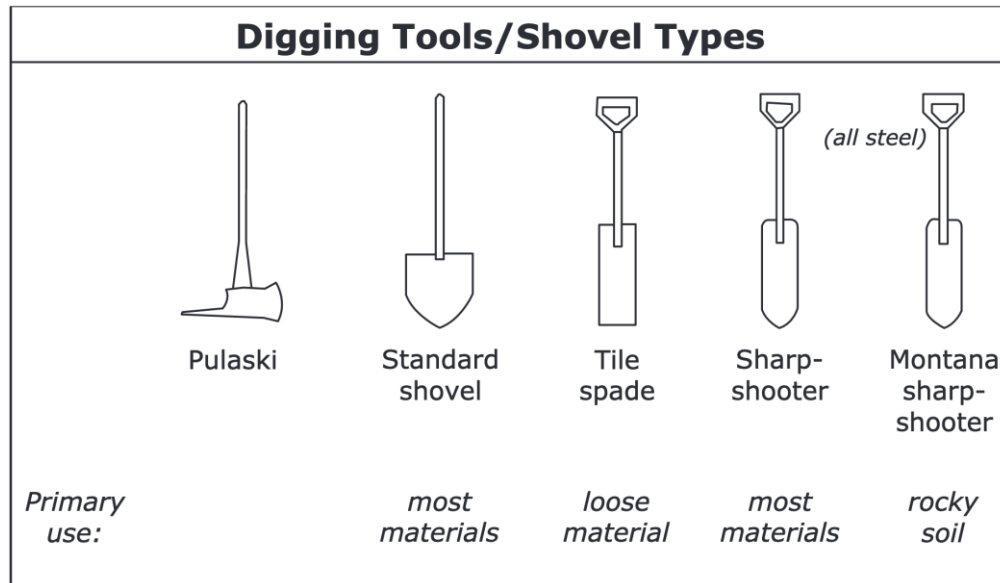 Digging Tools/Shovel Types
(all steel)
Pulaski
Standard
shovel
Tile
spade
Sharp-
shooter
Montana
sharp-
shooter
Primary
use:
most
materials
loose
material
most
materials
rocky
soil